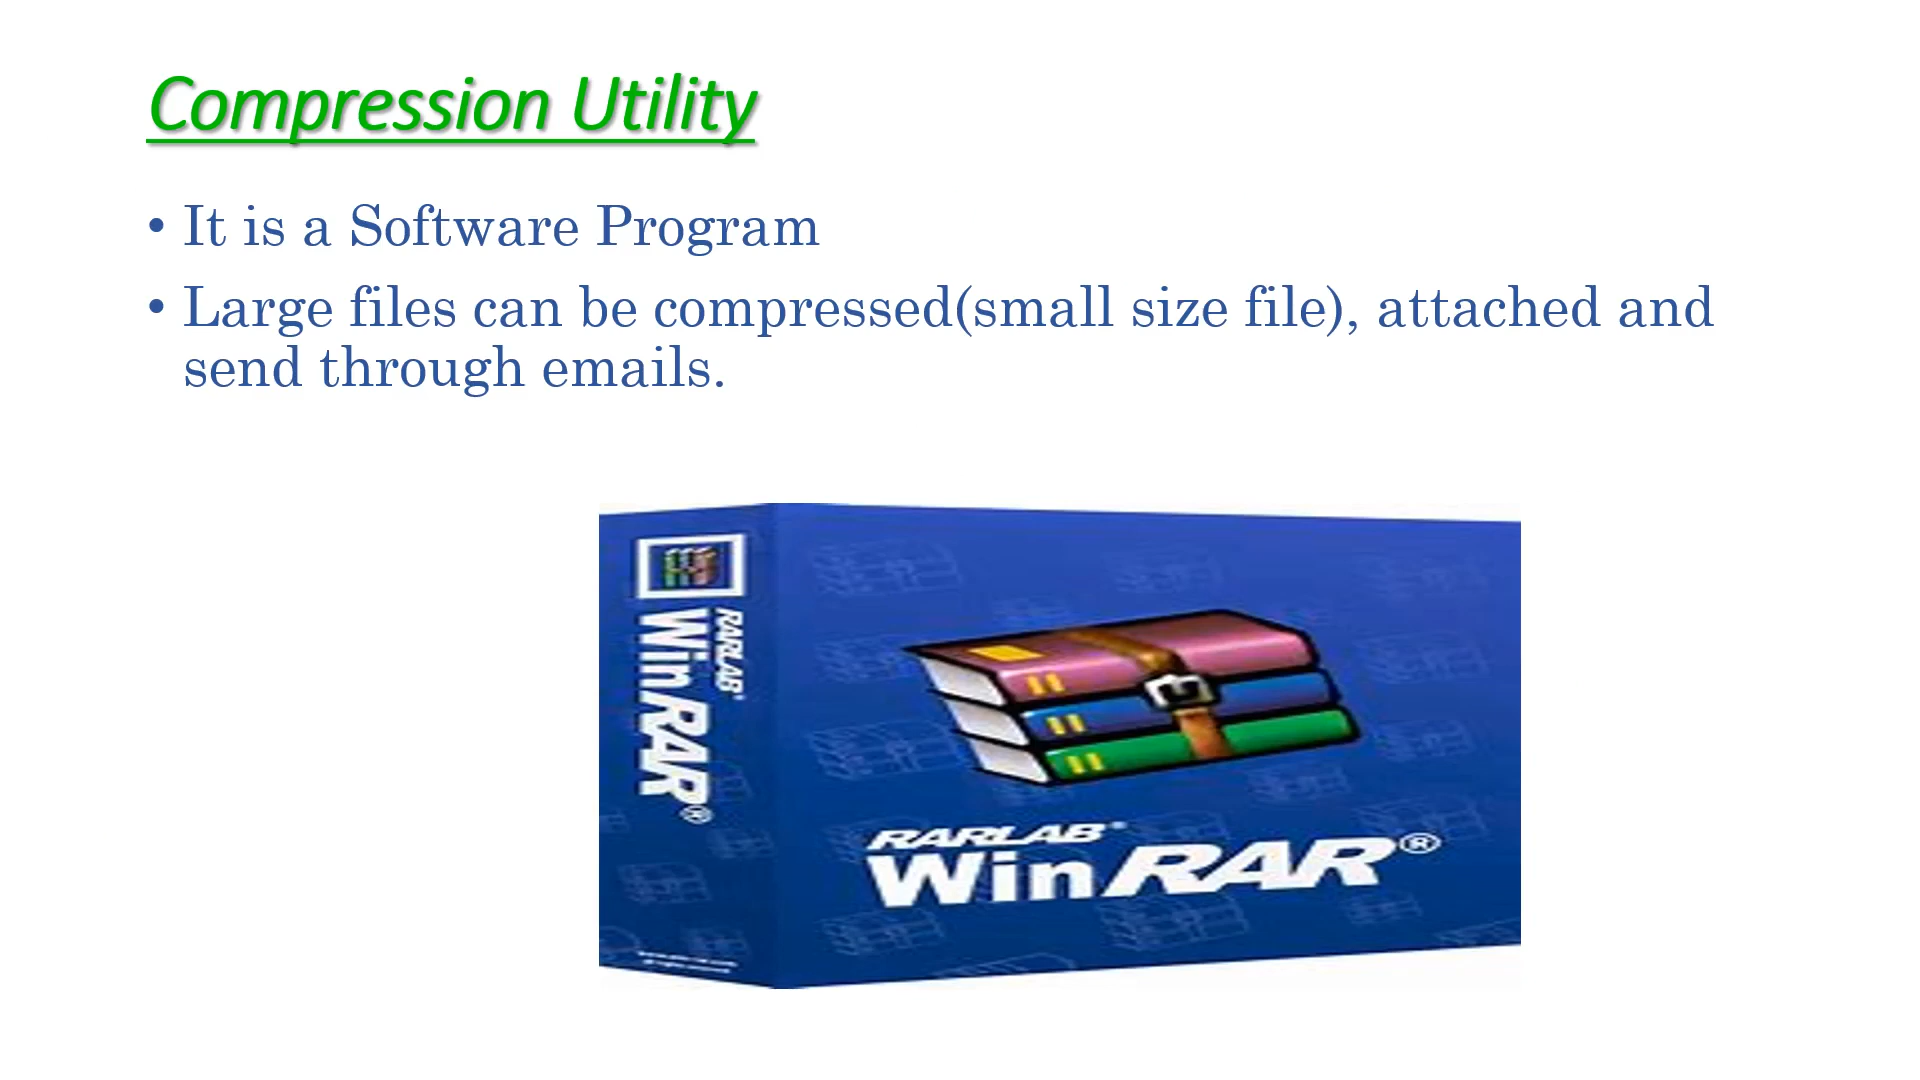 Compression Utility
• It is a Software Program
• Large files can be compressed(small size file), attached and
send through emails.
RARLAB®
WinRAR®
RARLAB®
WinRAR®